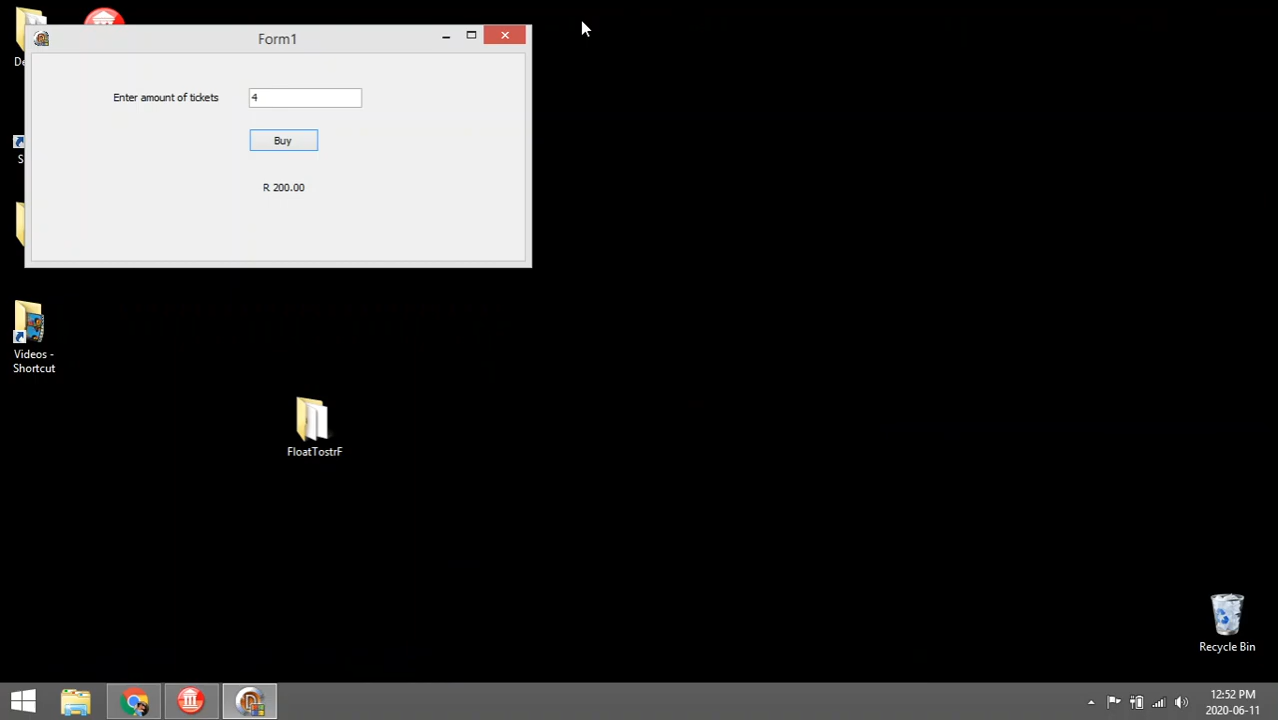 Form1
Enter amount of tickets
4
Buy
R 200.00
Videos -
Shortcut
FloatTostrF
Recycle Bin
12:52 PM
2020-06-11